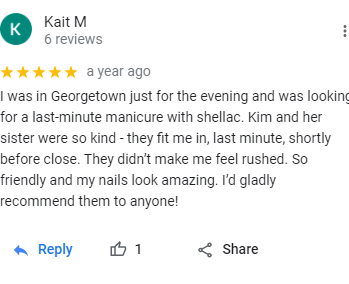 K
Kait M
6 reviews
a year ago
I was in Georgetown just for the evening and was looking
for a last-minute manicure with shellac. Kim and her
sister were so kind - they fit me in, last minute, shortly
before close. They didn’t make me feel rushed. So
friendly and my nails look amazing. I’d gladly
recommend them to anyone!
Reply 1 Share